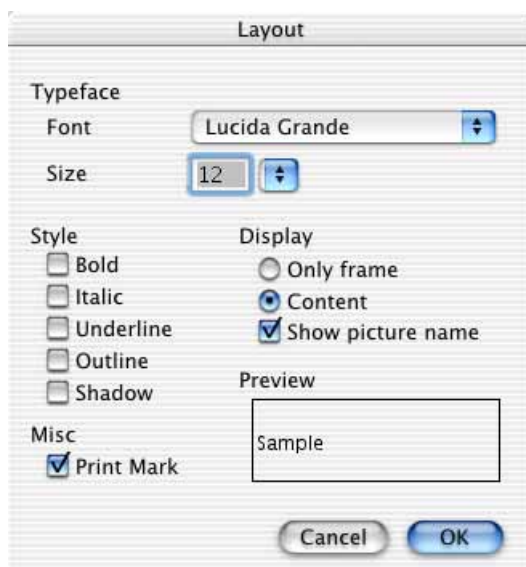 Layout
Typeface
Font Lucida Grande
Size 12
Style
Bold
Italic
Underline
Outline
Shadow
Misc
Print Mark
Display
Only frame
Content
Show picture name
Preview
Sample
Cancel OK